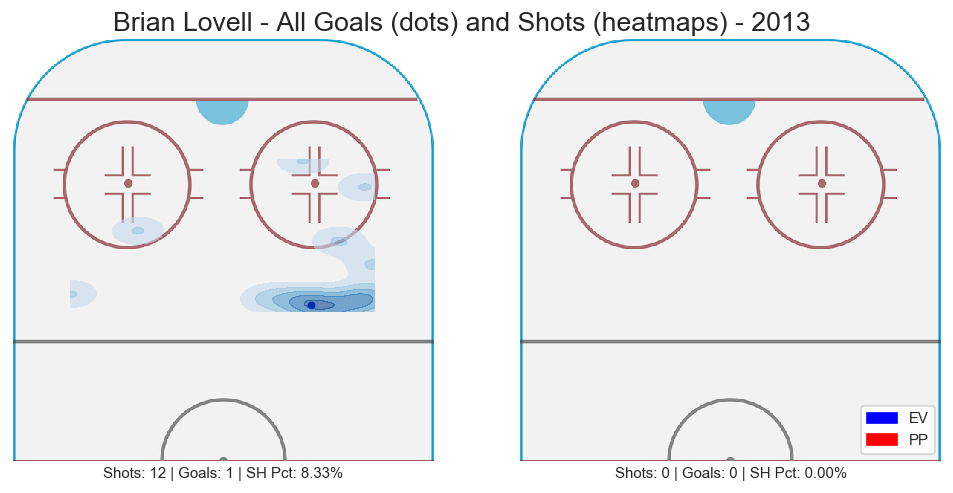 Brian Lovell - All Goals (dots) and Shots (heatmaps) - 2013
EV
PP
Shots: 12 | Goals: 1 | SH Pct: 8.33%
Shots: 0 | Goals: 0 | SH Pct: 0.00%